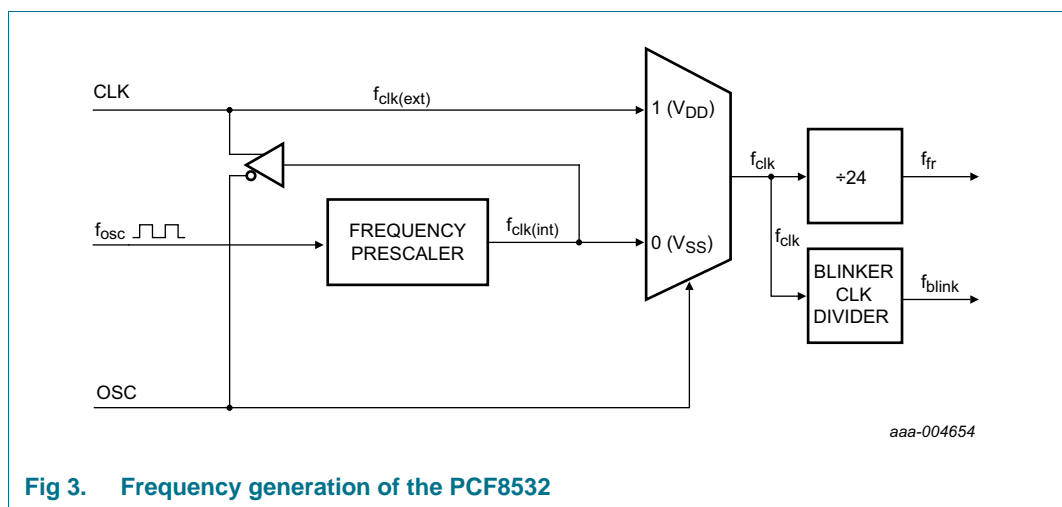 CLK
fclk(ext)
1 (VDD)
fosc
FREQUENCY
PRESCALER
fclk(int)
0 (VSS)
fclk
÷24
ffr
fclk
BLINKER
CLK
DIVIDER
fblink
OSC
aaa-004654
Fig 3. Frequency generation of the PCF8532